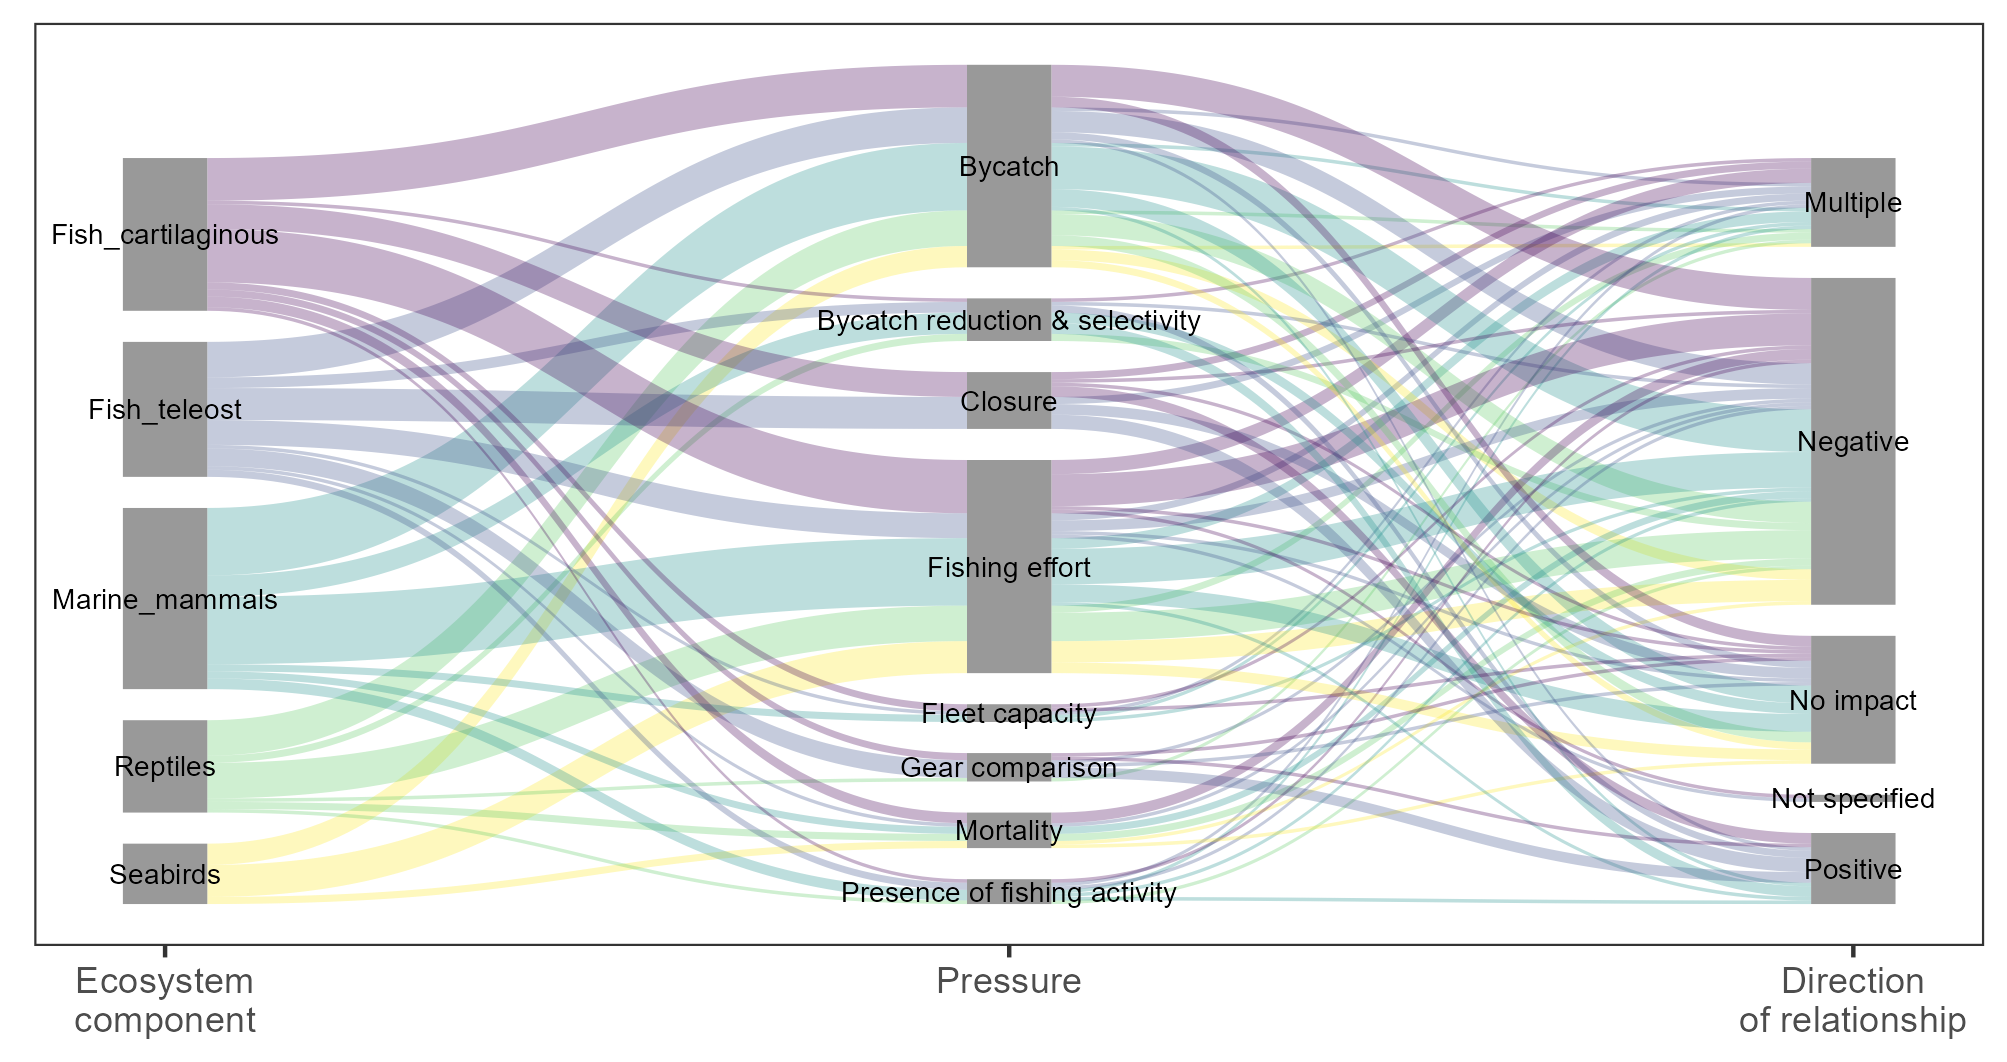 Fish_cartilaginous
Fish_teleost
Marine_mammals
Reptiles
Seabirds
Bycatch
Bycatch reduction & selectivity
Closure
Fishing effort
Fleet capacity
Gear comparison
Mortality
Presence of fishing activity
Multiple
Negative
No impact
Not specified
Positive
Ecosystem
component
Pressure
Direction
of relationship